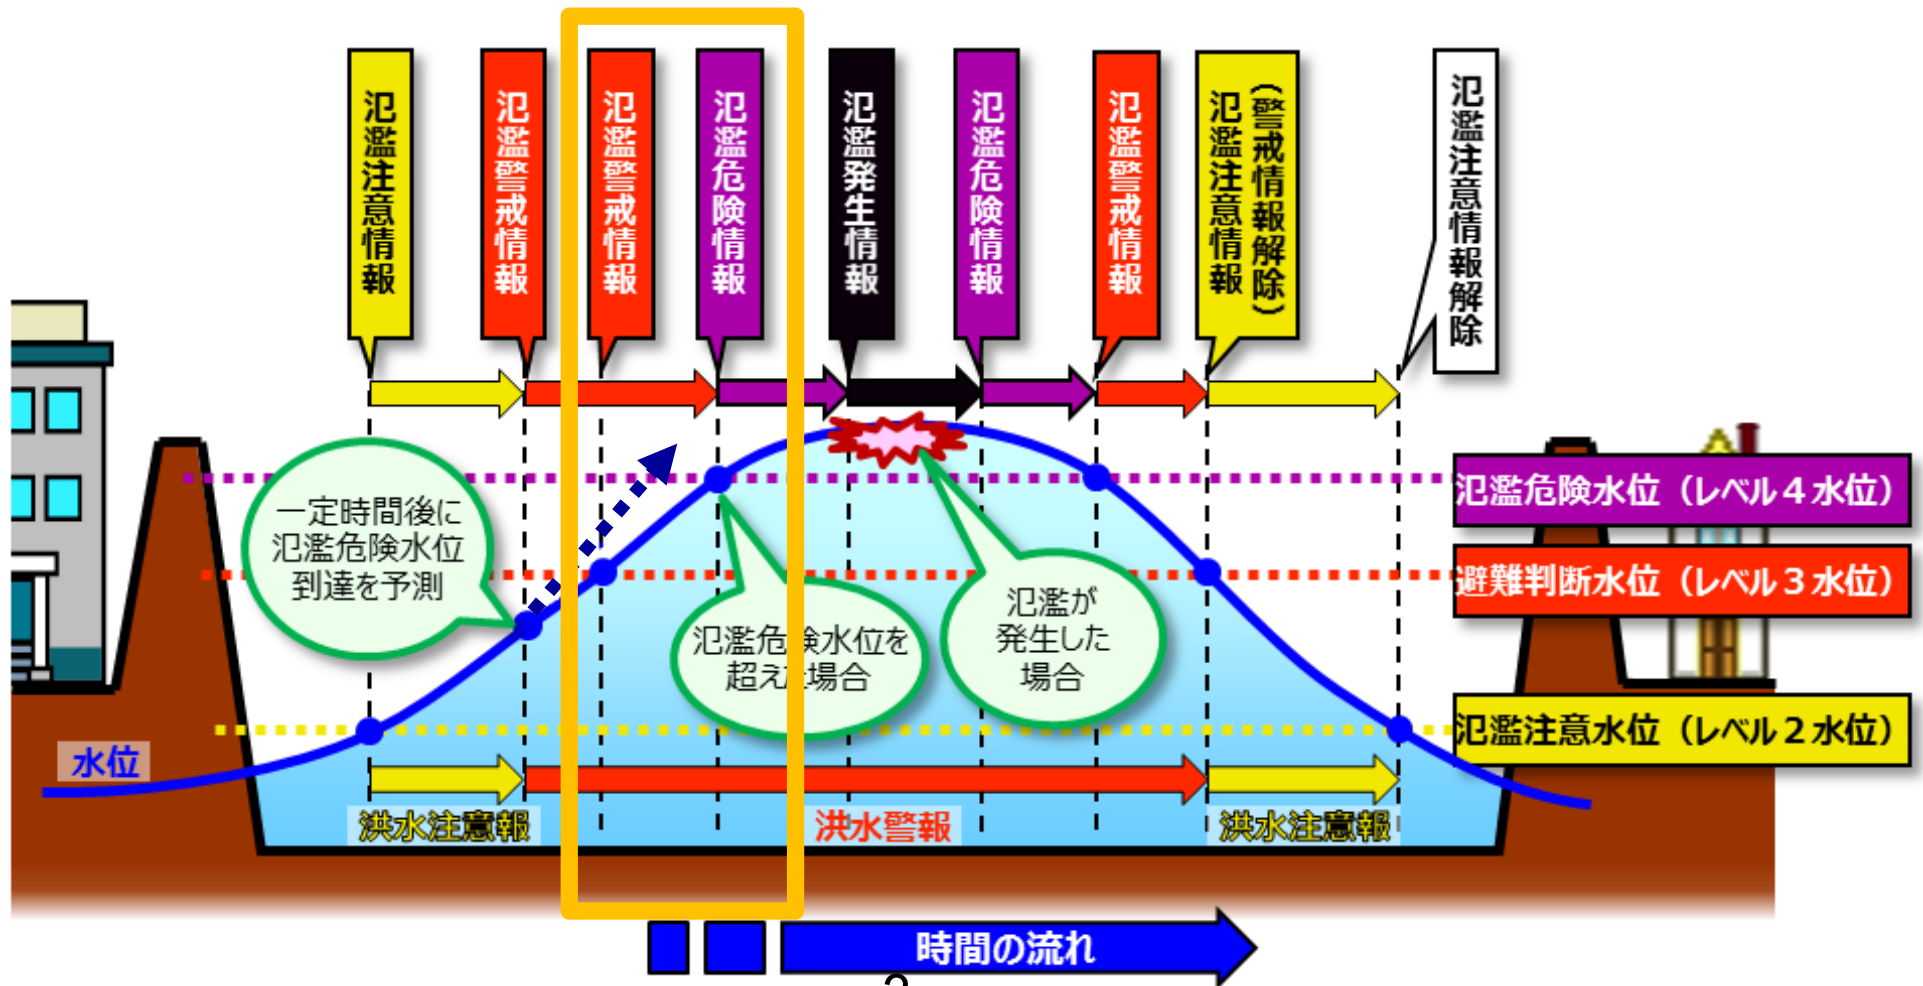 氾濫注意情報
氾濫警戒情報
氾濫警戒情報
氾濫危険情報
氾濫発生情報
氾濫危険情報
氾濫警戒情報
(警戒情報解除)
氾濫注意情報
氾濫注意情報解除
一定時間後に
氾濫危険水位
到達を予測
氾濫危険水位を
超えた場合
氾濫が
発生した
場合
氾濫危険水位(レベル4水位)
避難判断水位(レベル3水位)
氾濫注意水位(レベル2水位)
水位
洪水注意報
洪水警報
洪水注意報
時間の流れ